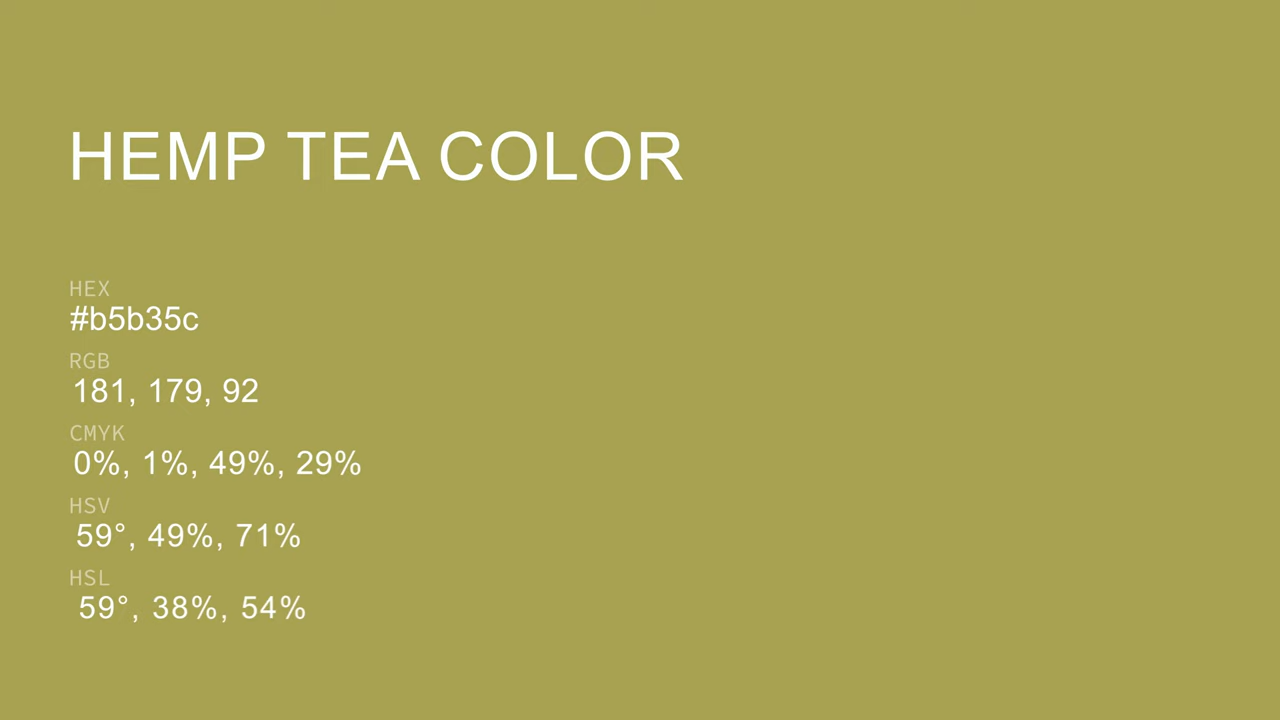 HEMP TEA COLOR
HEX
#b5b35c
RGB
181, 179, 92
CMYK
0%, 1%, 49%, 29%
HSV
59°, 49%, 71%
HSL
59°, 38%, 54%